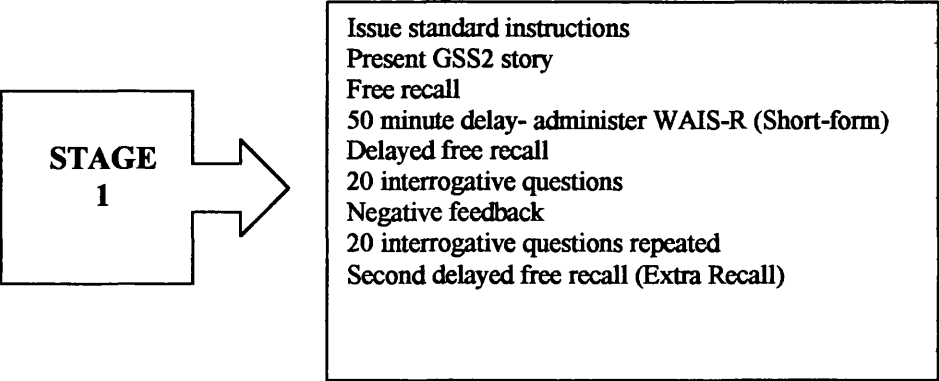 STAGE
1
Issue standard instructions
Present GSS2 story
Free recall
50 minute delay- administer WAIS-R (Short-form)
Delayed free recall
20 interrogative questions
Negative feedback
20 interrogative questions repeated
Second delayed free recall (Extra Recall)